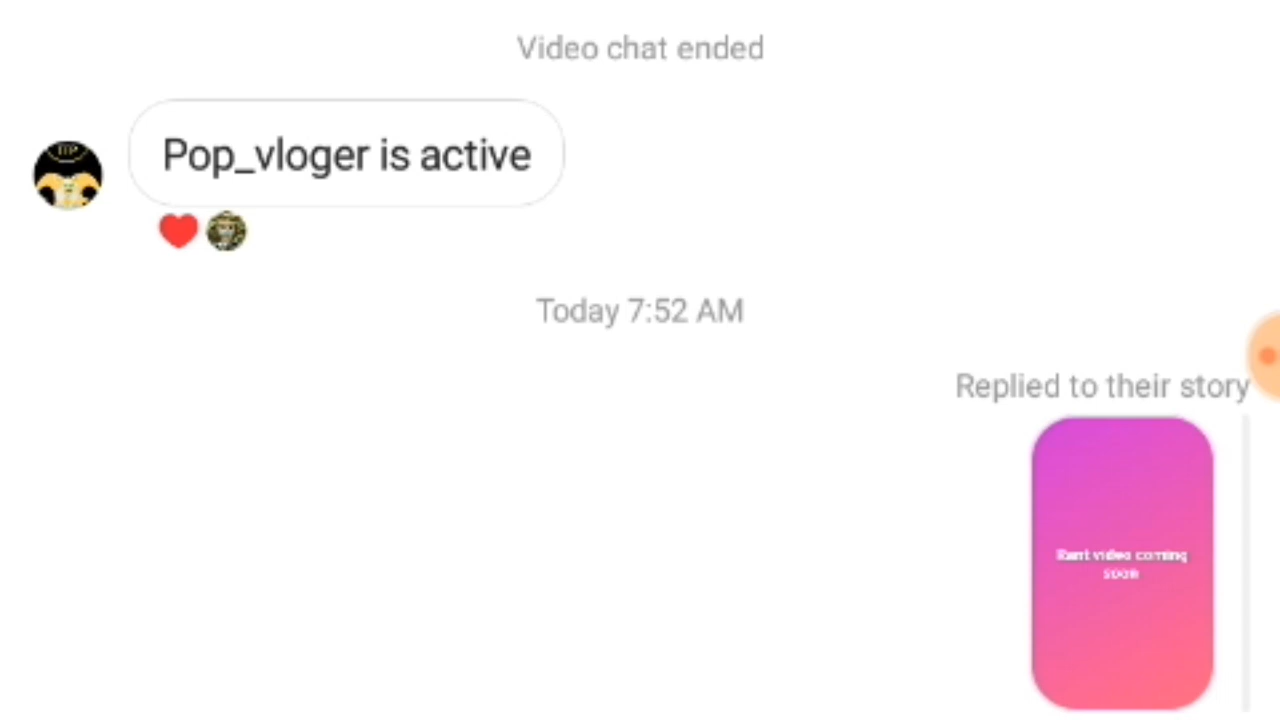 Video chat ended
Pop_vloger is active
Today 7:52 AM
Replied to their story
Rant video coming
soon